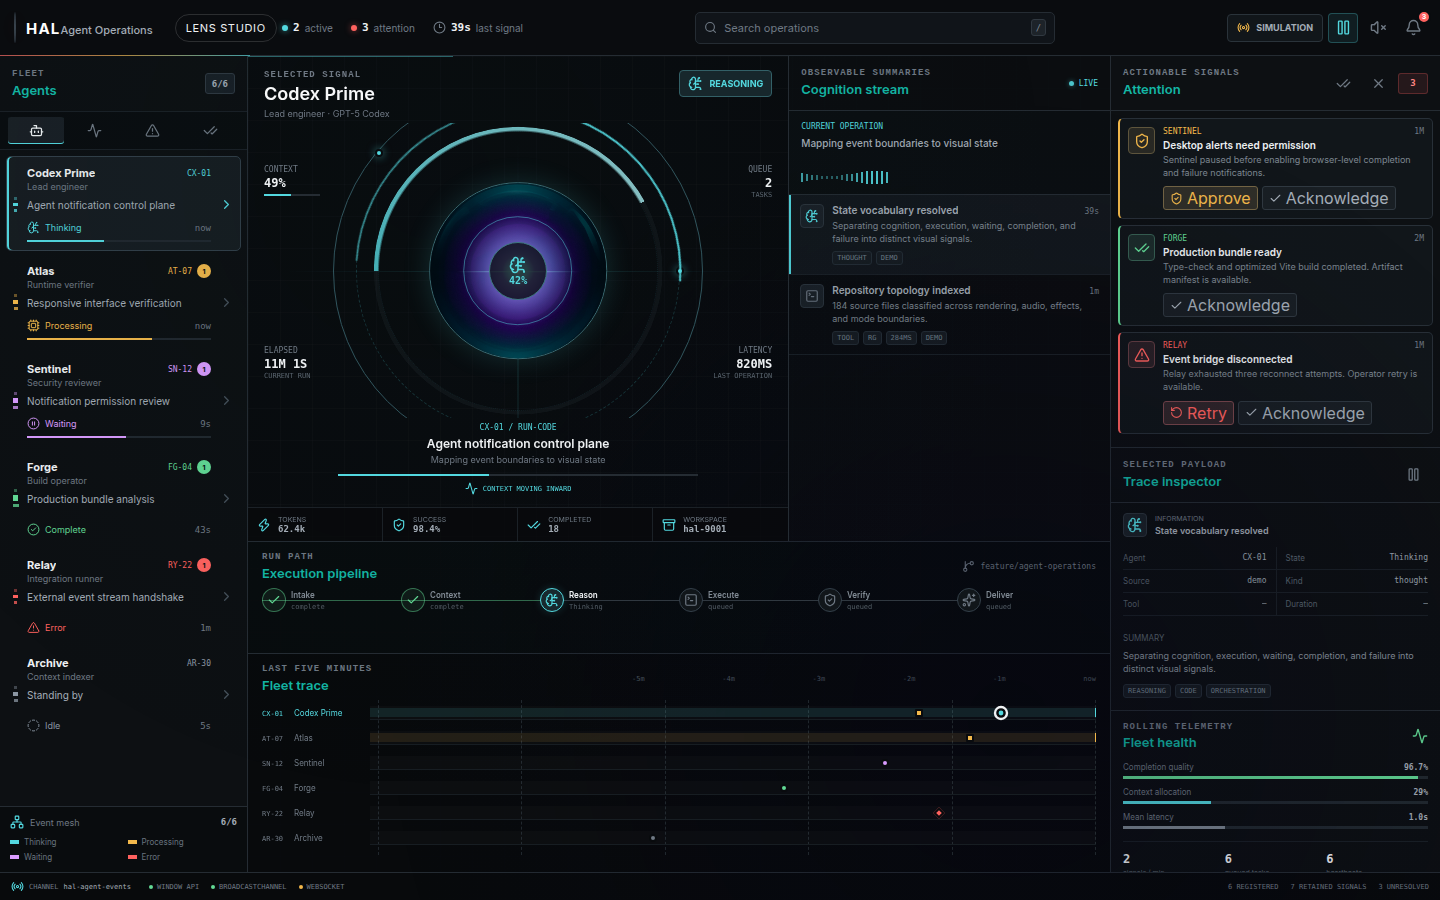 HAL Agent Operations
LENS STUDIO
2 active
3 attention
39s last signal
Search operations
/
SIMULATION
3
FLEET
Agents
6/6
Codex Prime
CX-01
Lead engineer
Agent notification control plane
Thinking
now
Atlas
AT-07
1
Runtime verifier
Responsive interface verification
Processing
now
Sentinel
SN-12
1
Security reviewer
Notification permission review
Waiting
9s
Forge
FG-04
1
Build operator
Production bundle analysis
Complete
43s
Relay
RY-22
1
Integration runner
External event stream handshake
Error
1m
Archive
AR-30
Context indexer
Standing by
Idle
5s
Event mesh
6/6
Thinking
Processing
Waiting
Error
SELECTED SIGNAL
Codex Prime
Lead engineer · GPT-5 Codex
REASONING
CONTEXT
49%
QUEUE
2
TASKS
42%
ELAPSED
11M 1S
CURRENT RUN
LATENCY
820MS
LAST OPERATION
CX-01 / RUN-CODE
Agent notification control plane
Mapping event boundaries to visual state
CONTEXT MOVING INWARD
TOKENS
62.4k
SUCCESS
98.4%
COMPLETED
18
WORKSPACE
hal-9001
OBSERVABLE SUMMARIES
Cognition stream
LIVE
CURRENT OPERATION
Mapping event boundaries to visual state
State vocabulary resolved
39s
Separating cognition, execution, waiting, completion, and
failure into distinct visual signals.
THOUGHT
DEMO
Repository topology indexed
1m
184 source files classified across rendering, audio, effects,
and mode boundaries.
TOOL
RG
284MS
DEMO
RUN PATH
Execution pipeline
feature/agent-operations
Intake
complete
Context
complete
Reason
Thinking
Execute
queued
Verify
queued
Deliver
queued
LAST FIVE MINUTES
Fleet trace
-5m
-4m
-3m
-2m
-1m
now
CX-01 Codex Prime
AT-07 Atlas
SN-12 Sentinel
FG-04 Forge
RY-22 Relay
AR-30 Archive
ACTIONABLE SIGNALS
Attention
3
SENTINEL
1M
Desktop alerts need permission
Sentinel paused before enabling browser-level completion
and failure notifications.
Approve
Acknowledge
FORGE
2M
Production bundle ready
Type-check and optimized Vite build completed. Artifact
manifest is available.
Acknowledge
RELAY
1M
Event bridge disconnected
Relay exhausted three reconnect attempts. Operator retry is
available.
Retry
Acknowledge
SELECTED PAYLOAD
Trace inspector
INFORMATION
State vocabulary resolved
Agent CX-01
State Thinking
Source demo
Kind thought
Tool —
Duration —
SUMMARY
Separating cognition, execution, waiting, completion, and failure into
distinct visual signals.
REASONING
CODE
ORCHESTRATION
ROLLING TELEMETRY
Fleet health
Completion quality 96.7%
Context allocation 29%
Mean latency 1.0s
2
6
6
CHANNEL hal-agent-events
WINDOW API
BROADCASTCHANNEL
WEBSOCKET
6 REGISTERED
7 RETAINED SIGNALS
3 UNRESOLVED